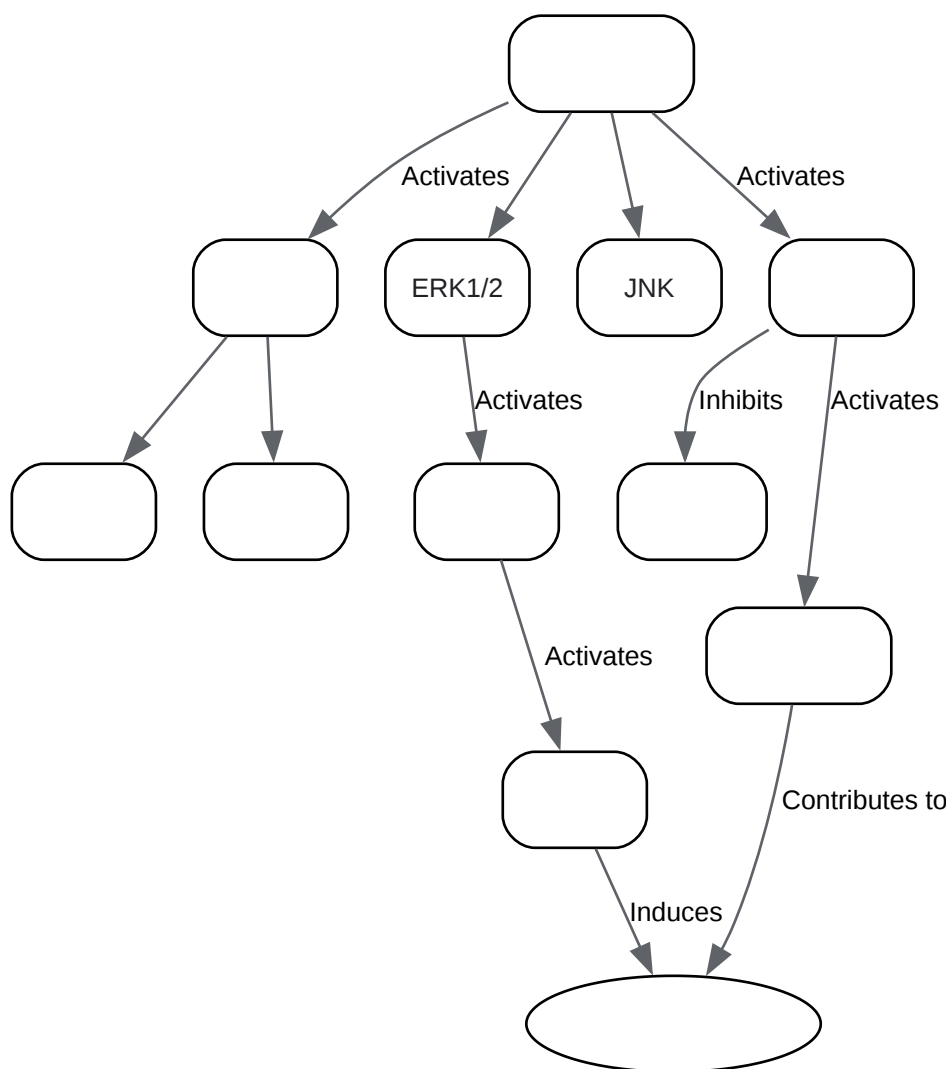 Activates
Activates
ERK1/2
JNK
Activates
Inhibits
Activates
Activates
Contributes to
Induces